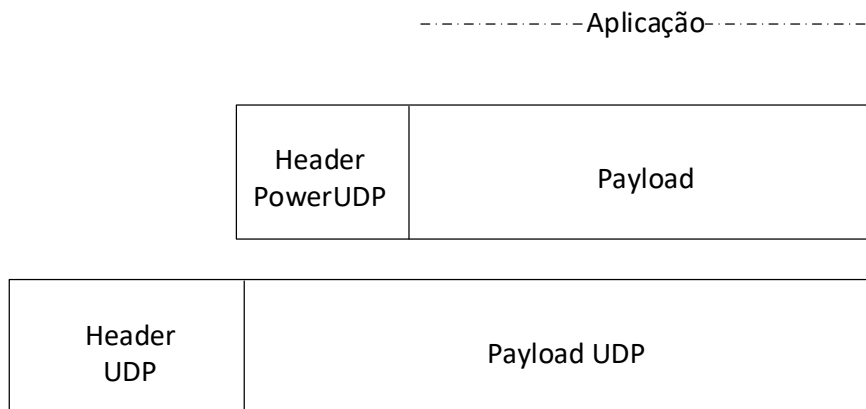 Aplicação
Header
PowerUDP
Payload
Header
UDP
Payload UDP